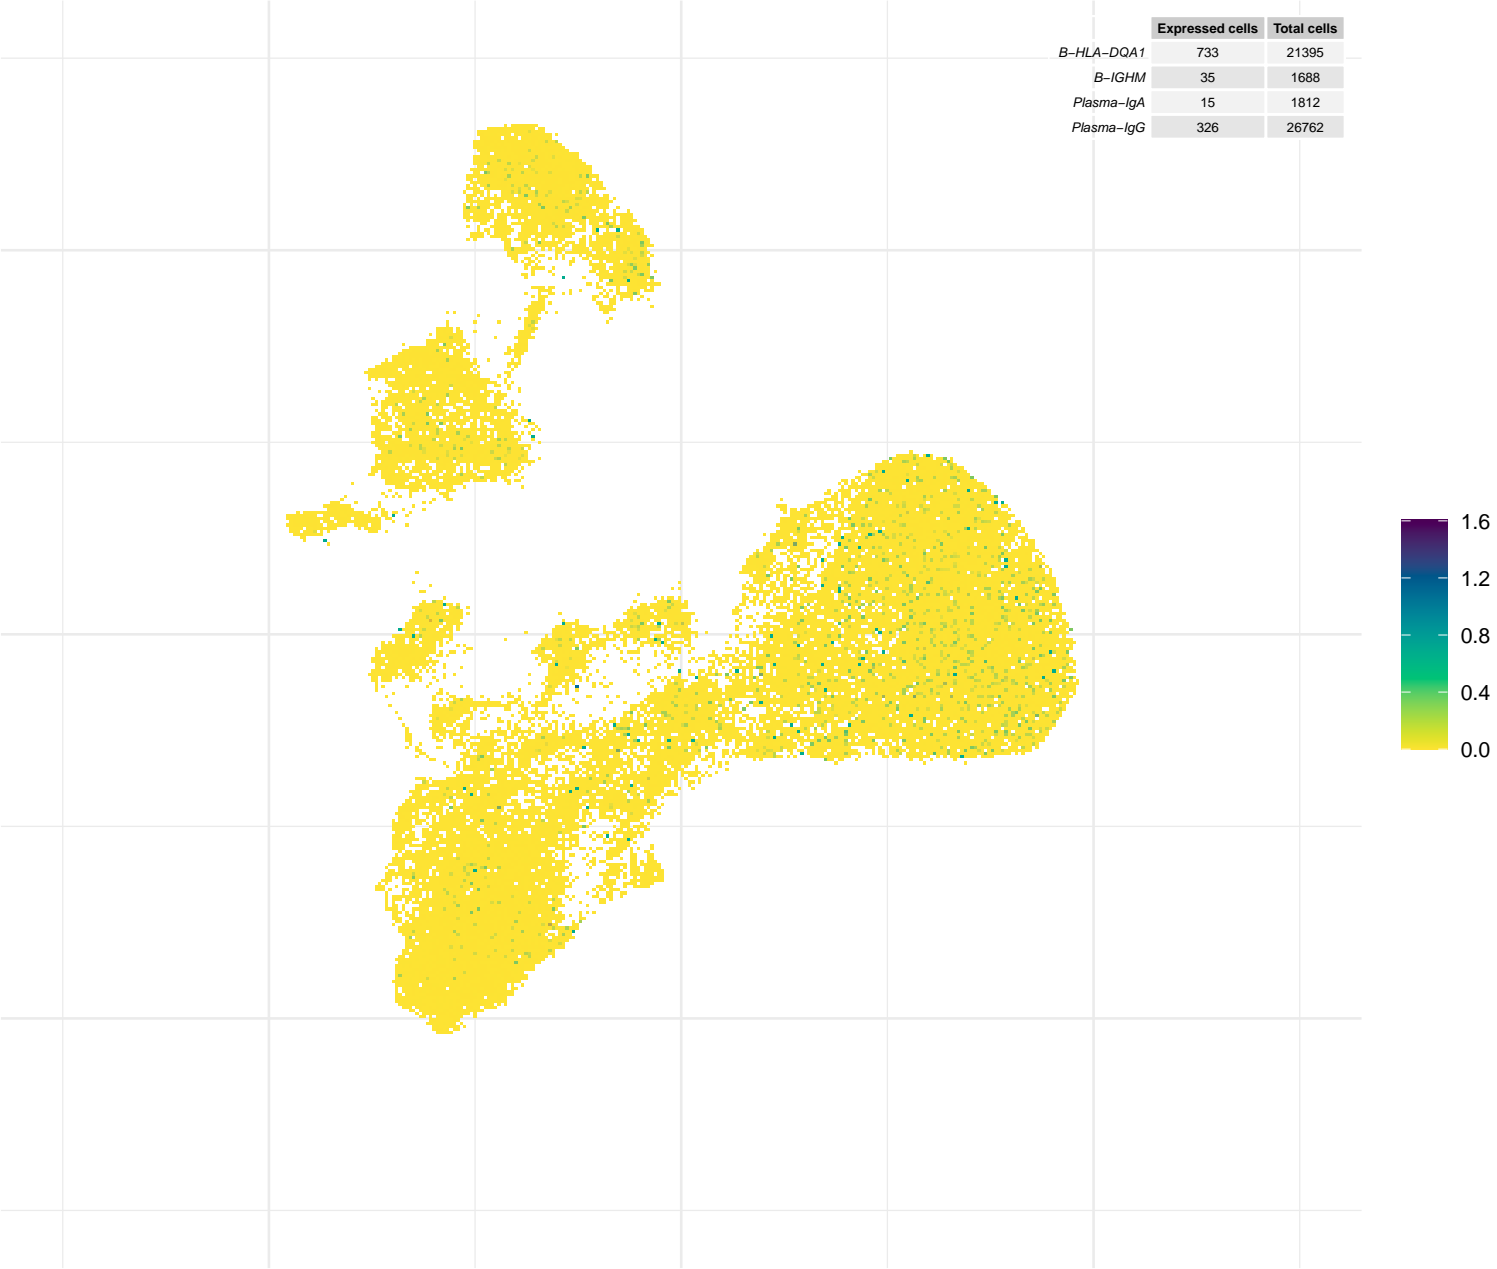 Expressed cells Total cells
B−HLA−DQA1 733 21395
B−IGHM 35 1688
Plasma−IgA 15 1812
Plasma−IgG 326 26762
1.6
1.2
0.8
0.4
0.0